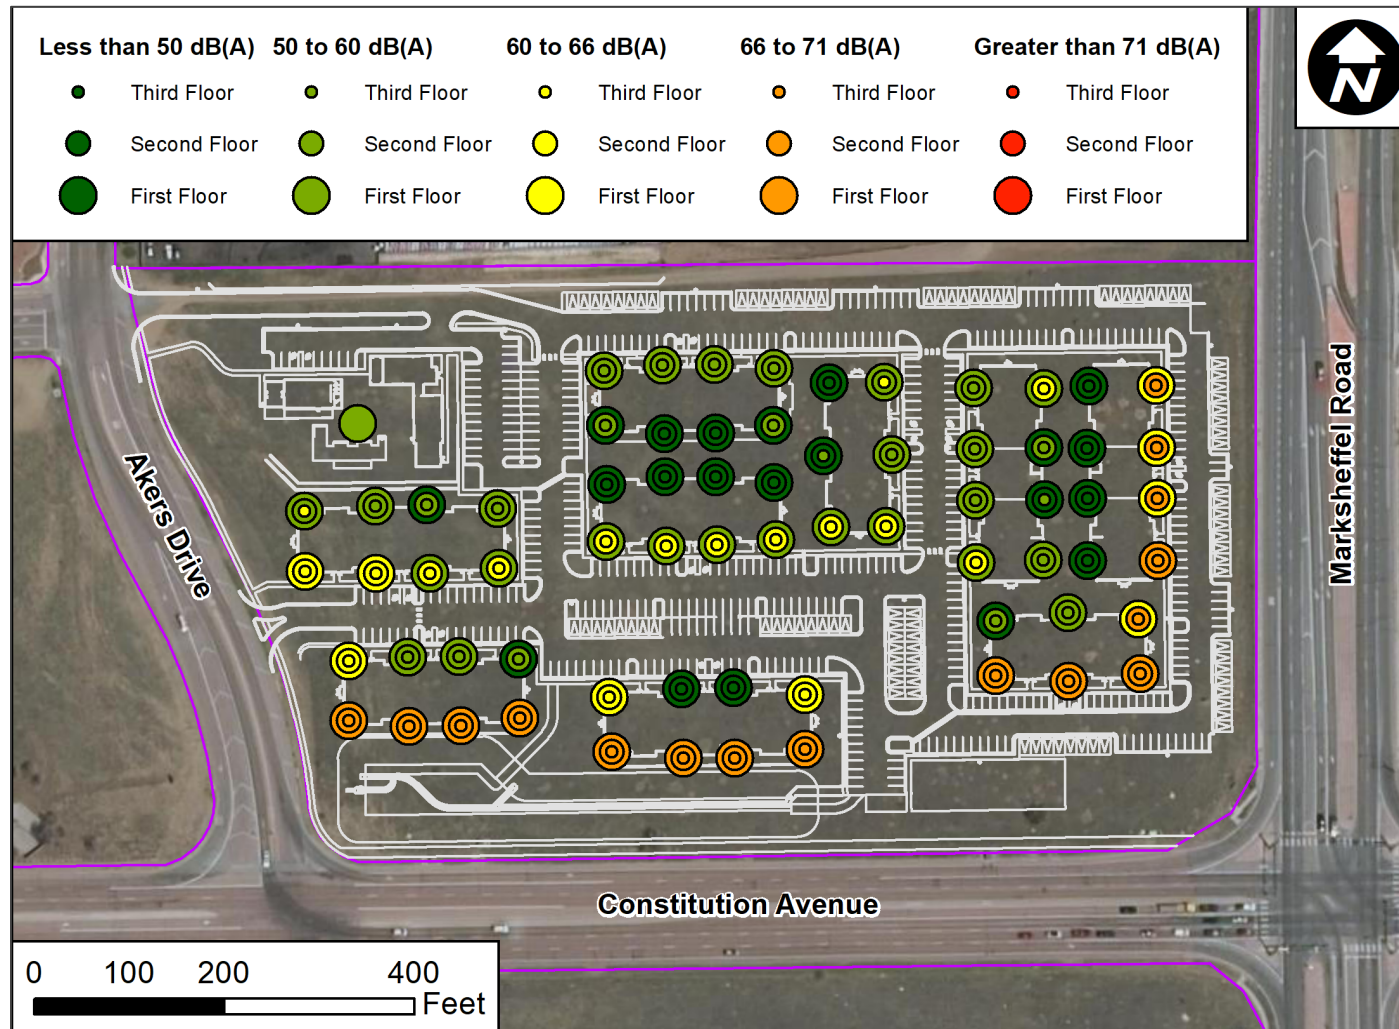 Less than 50 dB(A) 50 to 60 dB(A) 60 to 66 dB(A) 66 to 71 dB(A) Greater than 71 dB(A)
Third Floor Third Floor Third Floor Third Floor Third Floor
Second Floor Second Floor Second Floor Second Floor Second Floor
First Floor First Floor First Floor First Floor First Floor
N
Marksheffel Road
Akers Drive
Constitution Avenue
0 100 200 400
Feet